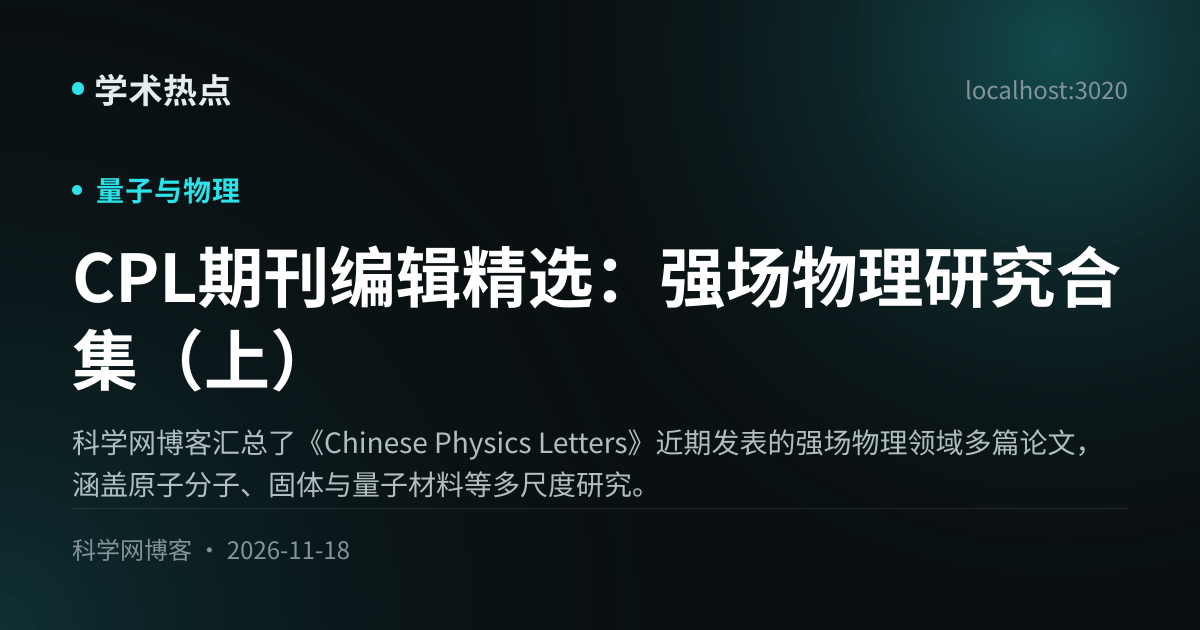 学术热点
localhost:3020
量子与物理
CPL期刊编辑精选：强场物理研究合
集（上）
科学网博客汇总了《Chinese Physics Letters》近期发表的强场物理领域多篇论文，
涵盖原子分子、固体与量子材料等多尺度研究。
科学网博客 · 2026-11-18